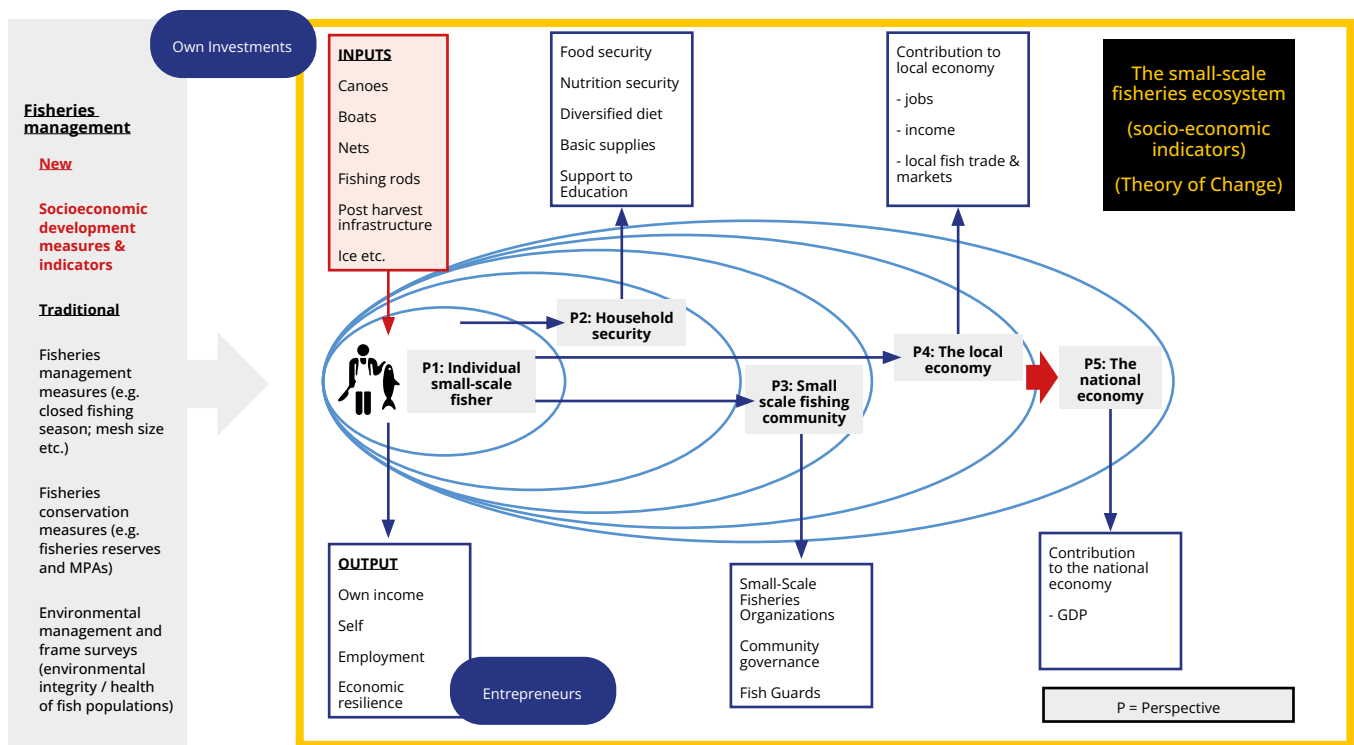 Own Investments
Fisheries
management
New
Socioeconomic
development
measures &
indicators
Traditional
Fisheries
management
measures (e.g.
closed fishing
season; mesh size
etc.)
Fisheries
conservation
measures (e.g.
fisheries reserves
and MPAs)
Environmental
management and
frame surveys
(environmental
integrity / health
of fish populations)
INPUTS
Canoes
Boats
Nets
Fishing rods
Post harvest
infrastructure
Ice etc.
Food security
Nutrition security
Diversified diet
Basic supplies
Support to
Education
Contribution to
local economy
- jobs
- income
- local fish trade &
markets
The small-scale
fisheries ecosystem
(socio-economic
indicators)
(Theory of Change)
P1: Individual
small-scale
fisher
P2: Household
security
P3: Small
scale fishing
community
P4: The local
economy
P5: The
national
economy
OUTPUT
Own income
Self
Employment
Economic
resilience
Entrepreneurs
Small-Scale
Fisheries
Organizations
Community
governance
Fish Guards
Contribution
to the national
economy
- GDP
P = Perspective